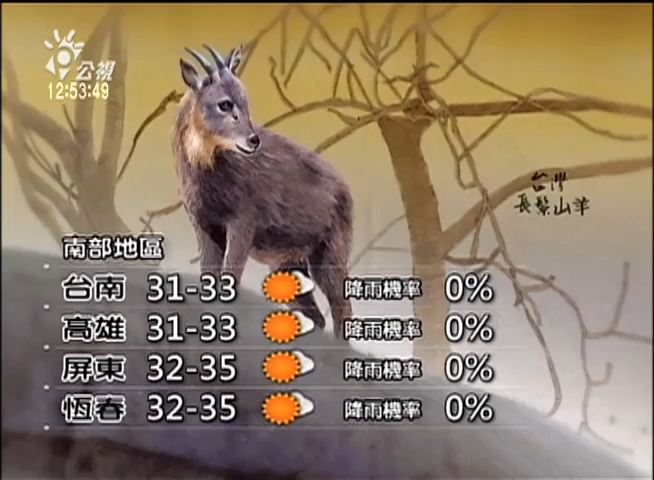 公視
12:53:49
台灣
長鬃山羊
南部地區
台南 31-33 降雨機率 0%
高雄 31-33 降雨機率 0%
屏東 32-35 降雨機率 0%
恆春 32-35 降雨機率 0%